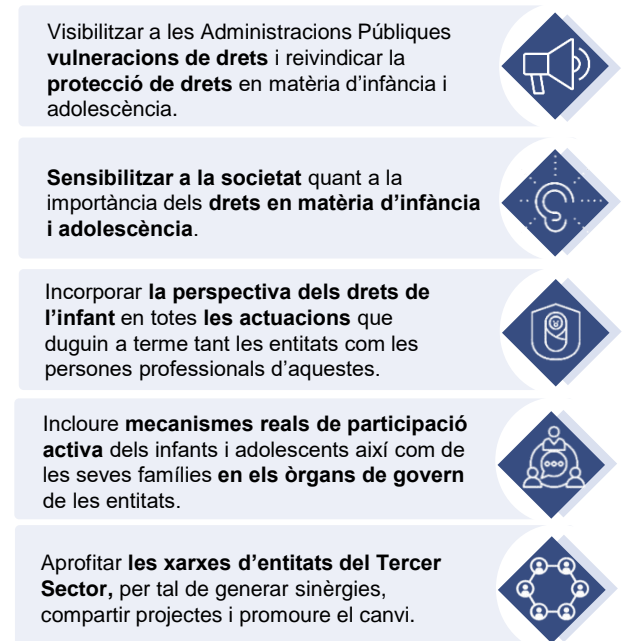 Visibilitzar a les Administracions Públiques
vulneracions de drets i reivindicar la
protecció de drets en matèria d’infància i
adolescència.
Sensibilitzar a la societat quant a la
importància dels drets en matèria d’infància
i adolescència.
Incorporar la perspectiva dels drets de
l’infant en totes les actuacions que
duguin a terme tant les entitats com les
persones professionals d’aquestes.
Incloure mecanismes reals de participació
activa dels infants i adolescents així com de
les seves famílies en els òrgans de govern
de les entitats.
Aprofitar les xarxes d’entitats del Tercer
Sector, per tal de generar sinèrgies,
compartir projectes i promoure el canvi.